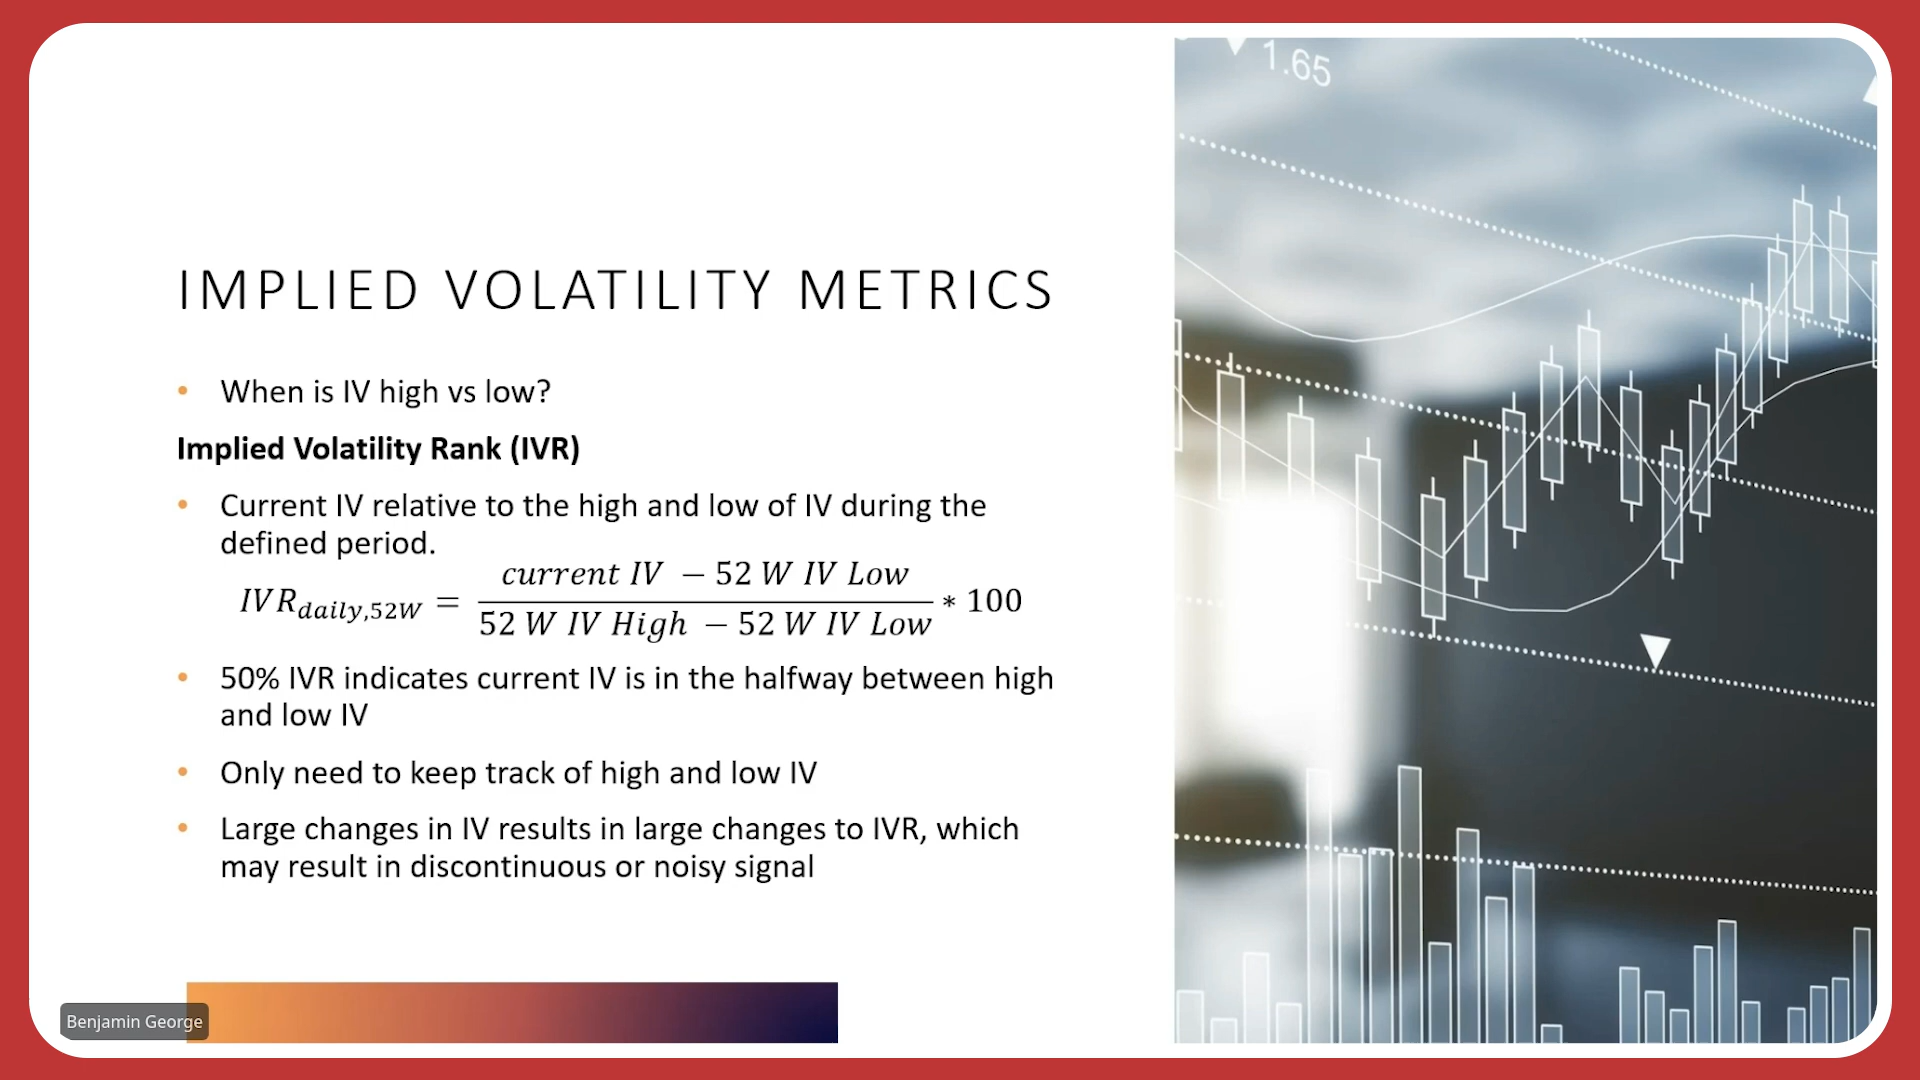 1.65
IMPLIED VOLATILITY METRICS
• When is IV high vs low?
Implied Volatility Rank (IVR)
• Current IV relative to the high and low of IV during the
defined period.
IVR_{daily,52W} = \frac{current IV − 52 W IV Low}{52 W IV High − 52 W IV Low} * 100
• 50% IVR indicates current IV is in the halfway between high
and low IV
• Only need to keep track of high and low IV
• Large changes in IV results in large changes to IVR, which
may result in discontinuous or noisy signal
Benjamin George